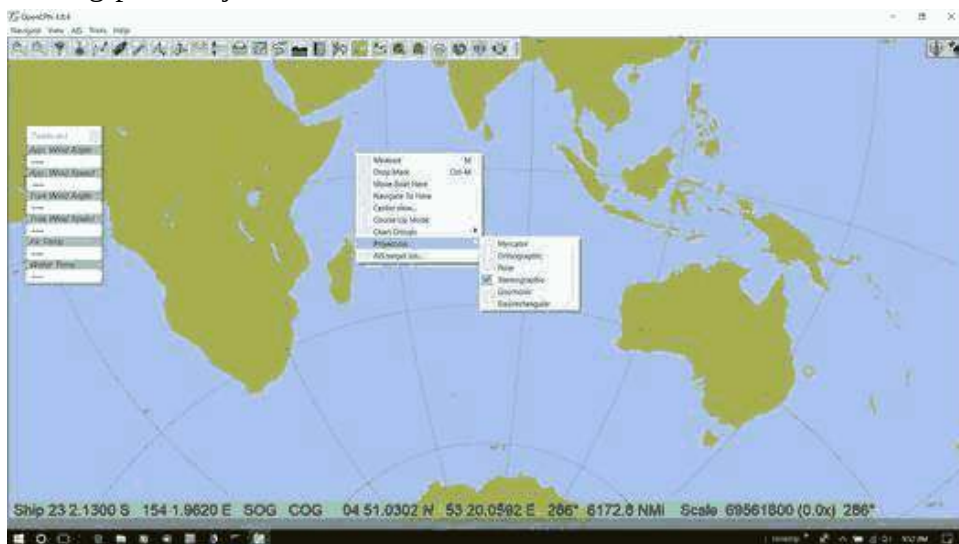 OpenCPN 4.8.6
Navigate View AIS Tools Help
App. Wind Angle
----
App. Wind Speed
----
True Wind Angle
----
True Wind Speed
----
Air Temp
----
Water Temp
----
Measure M
Drop Mark Ctrl-M
Move Boat Here
Navigate To Here
Center View...
Course Up Mode
Chart Groups
Projection
AIS target list...
Mercator
Orthographic
Polar
Stereographic
Gnomonic
Equirectangular
Ship 23 2.1300 S 154 1.9620 E SOG COG 04 51.0302 N 53 20.0592 E 286° 6172.8 NMi Scale 69561800 (0.0x) 286°